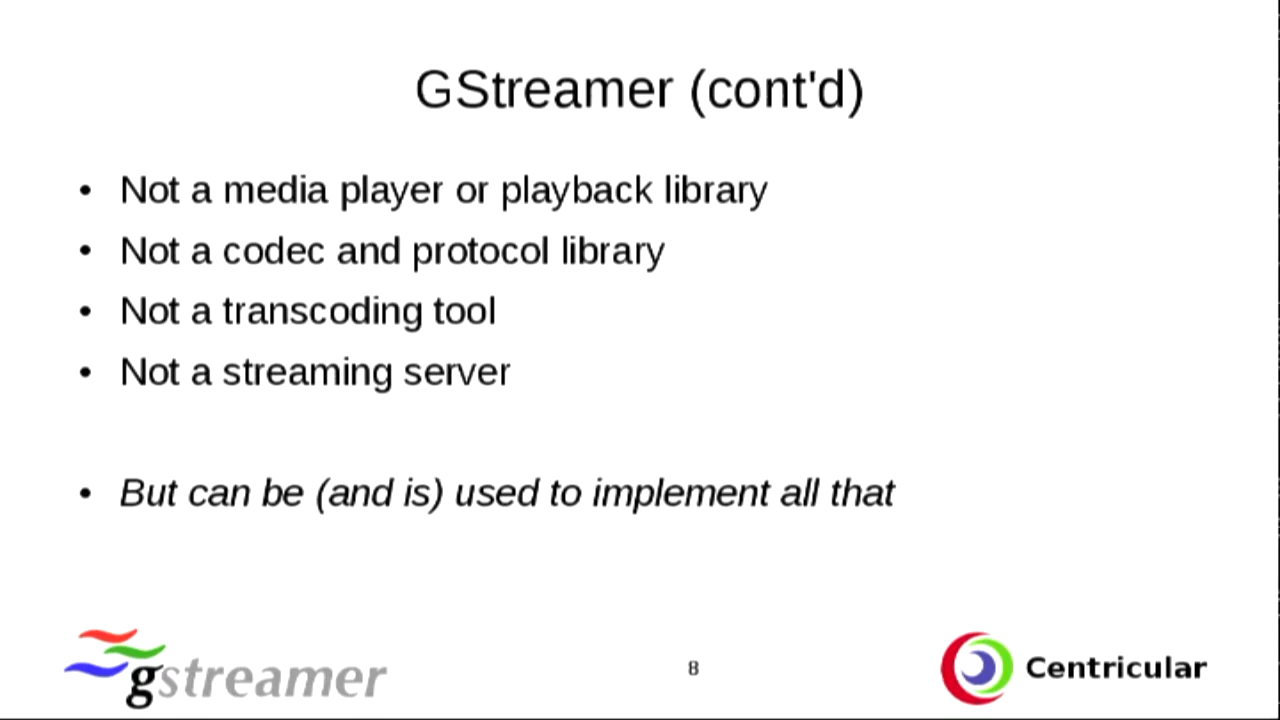 GStreamer (cont'd)
• Not a media player or playback library
• Not a codec and protocol library
• Not a transcoding tool
• Not a streaming server
• But can be (and is) used to implement all that
gstreamer
8
Centricular